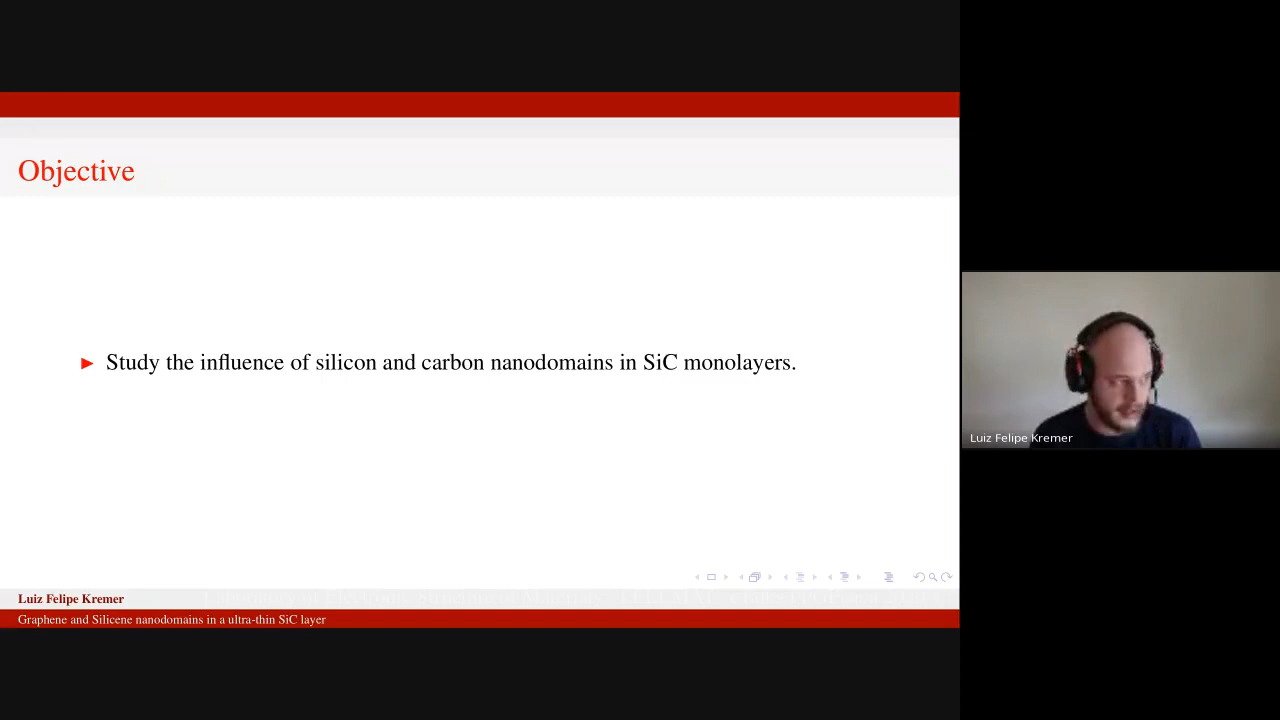 Objective
Study the influence of silicon and carbon nanodomains in SiC monolayers.
Luiz Felipe Kremer
Graphene and Silicene nanodomains in a ultra-thin SiC layer
Luiz Felipe Kremer